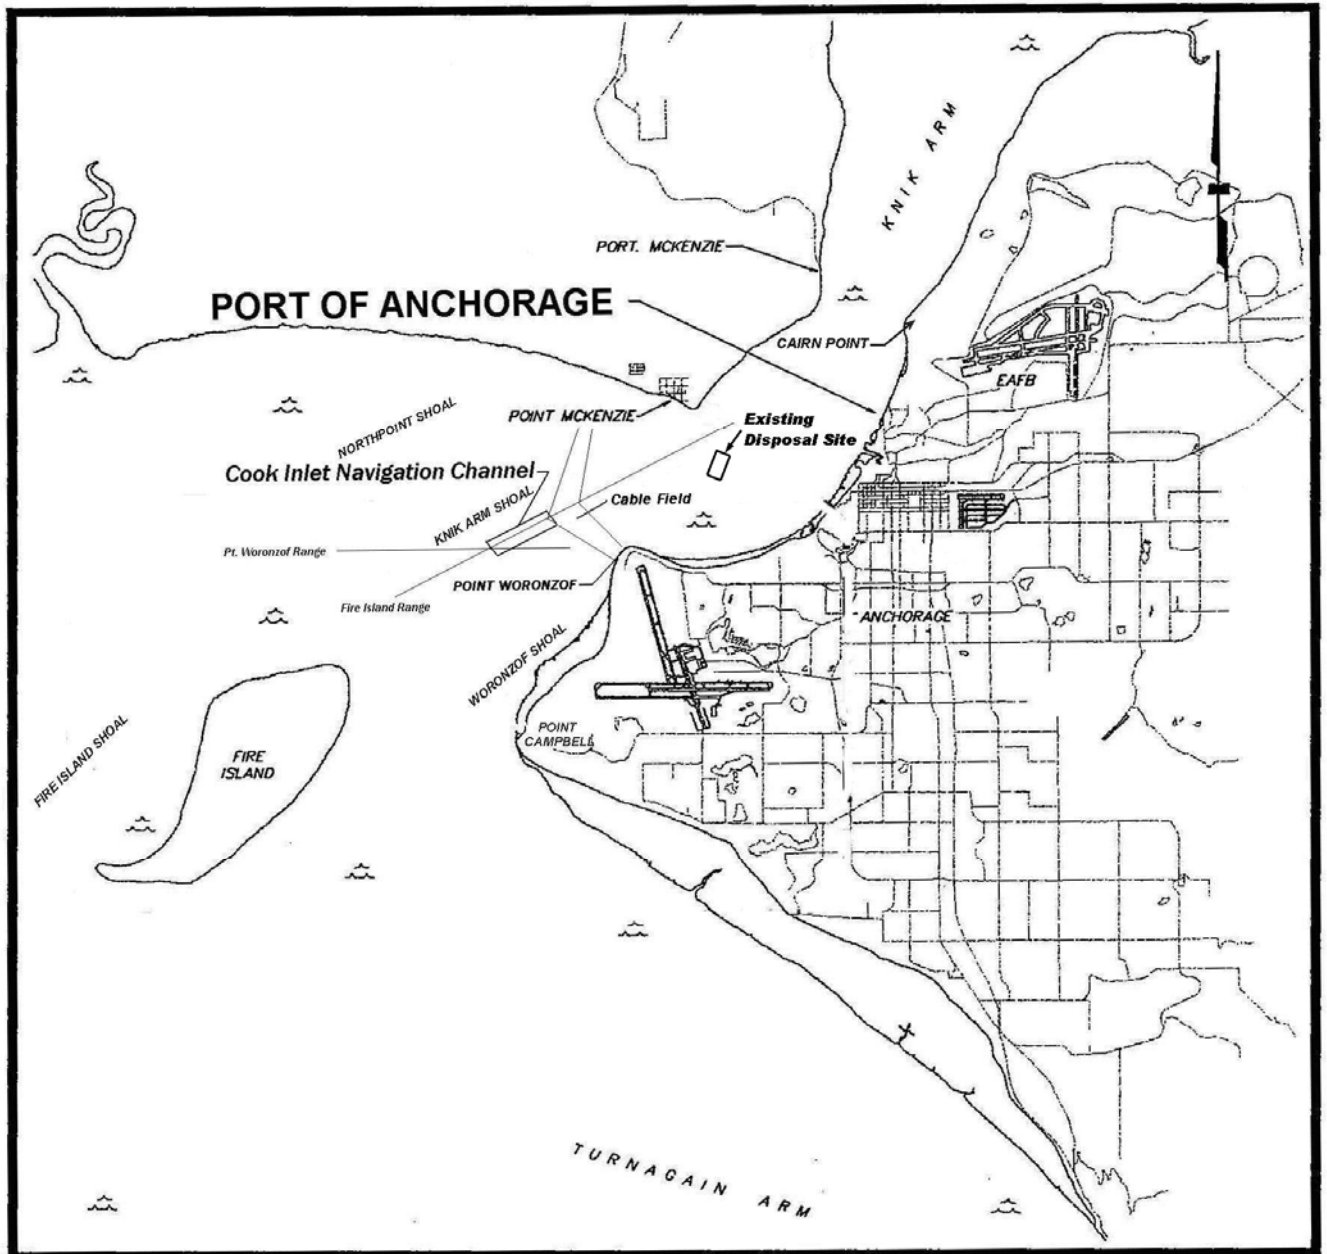 KNIK ARM
PORT. MCKENZIE
PORT OF ANCHORAGE
CAIRN POINT
EAFB
POINT MCKENZIE
Existing
Disposal Site
NORTHPOINT SHOAL
Cook Inlet Navigation Channel
KNIK ARM SHOAL
Cable Field
Pt. Woronzof Range
POINT WORONZOF
Fire Island Range
ANCHORAGE
WORONZOF SHOAL
POINT
CAMPBELL
FIRE
ISLAND
FIRE ISLAND SHOAL
TURNAGAIN ARM